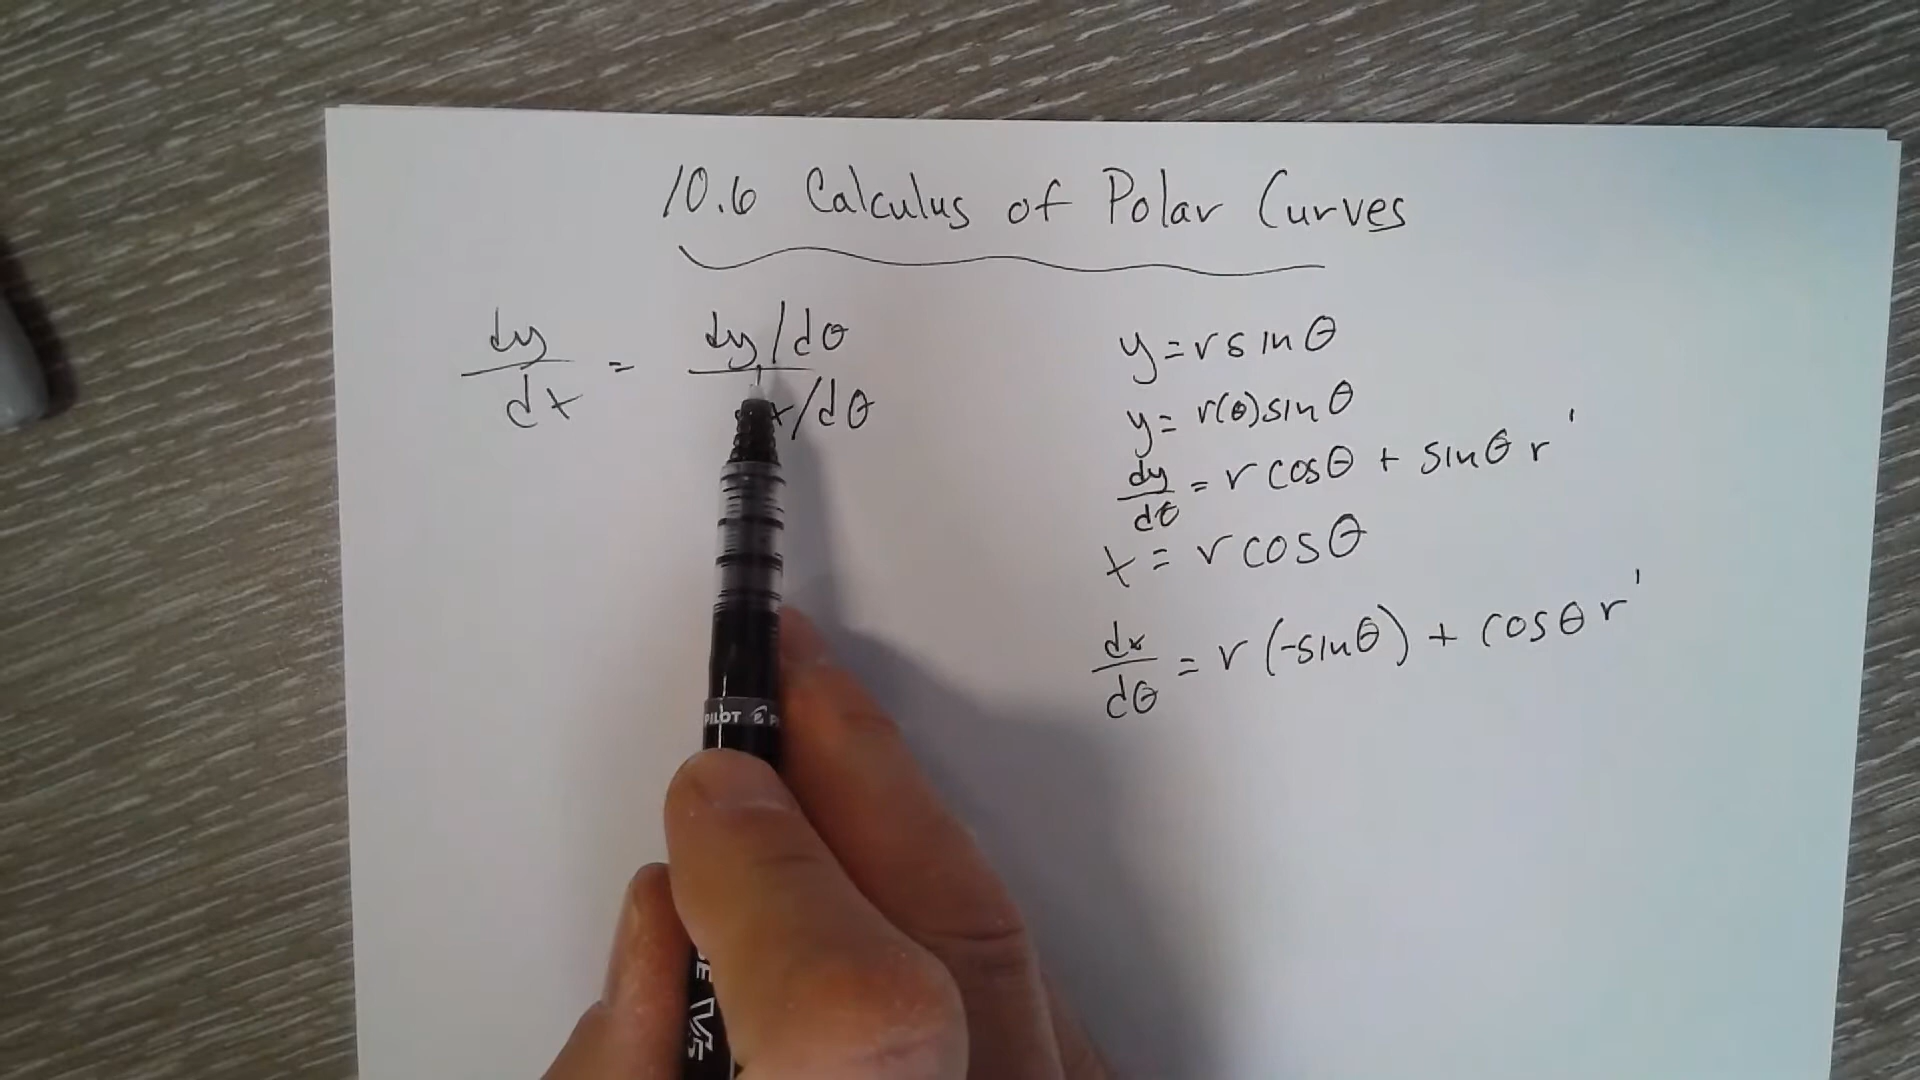 10.6 Calculus of Polar Curves
dy/dx = dy/dθ / x/dθ
y = r sin θ
y = r(θ) sin θ
dy/dθ = r cos θ + sin θ r'
x = r cos θ
dx/dθ = r (-sin θ) + cos θ r'
PILOT
V5